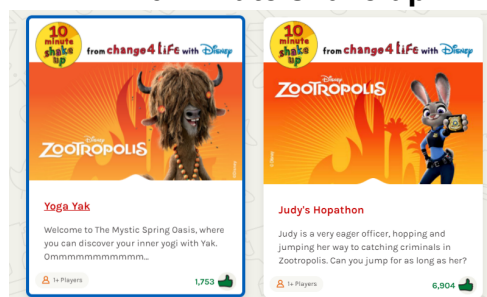 10
minute
shake
up
from change4LiFe with Disney
Disney
ZOOTROPOLIS
Yoga Yak
Welcome to The Mystic Spring Oasis, where
you can discover your inner yogi with Yak.
Ommmmmmmmmmm...
1+ Players
1,753
10
minute
shake
up
from change4LiFe with Disney
Disney
ZOOTROPOLIS
©Disney
Judy's Hopathon
Judy is a very eager officer, hopping and
jumping her way to catching criminals in
Zootropolis. Can you jump for as long as her?
1+ Players
6,904